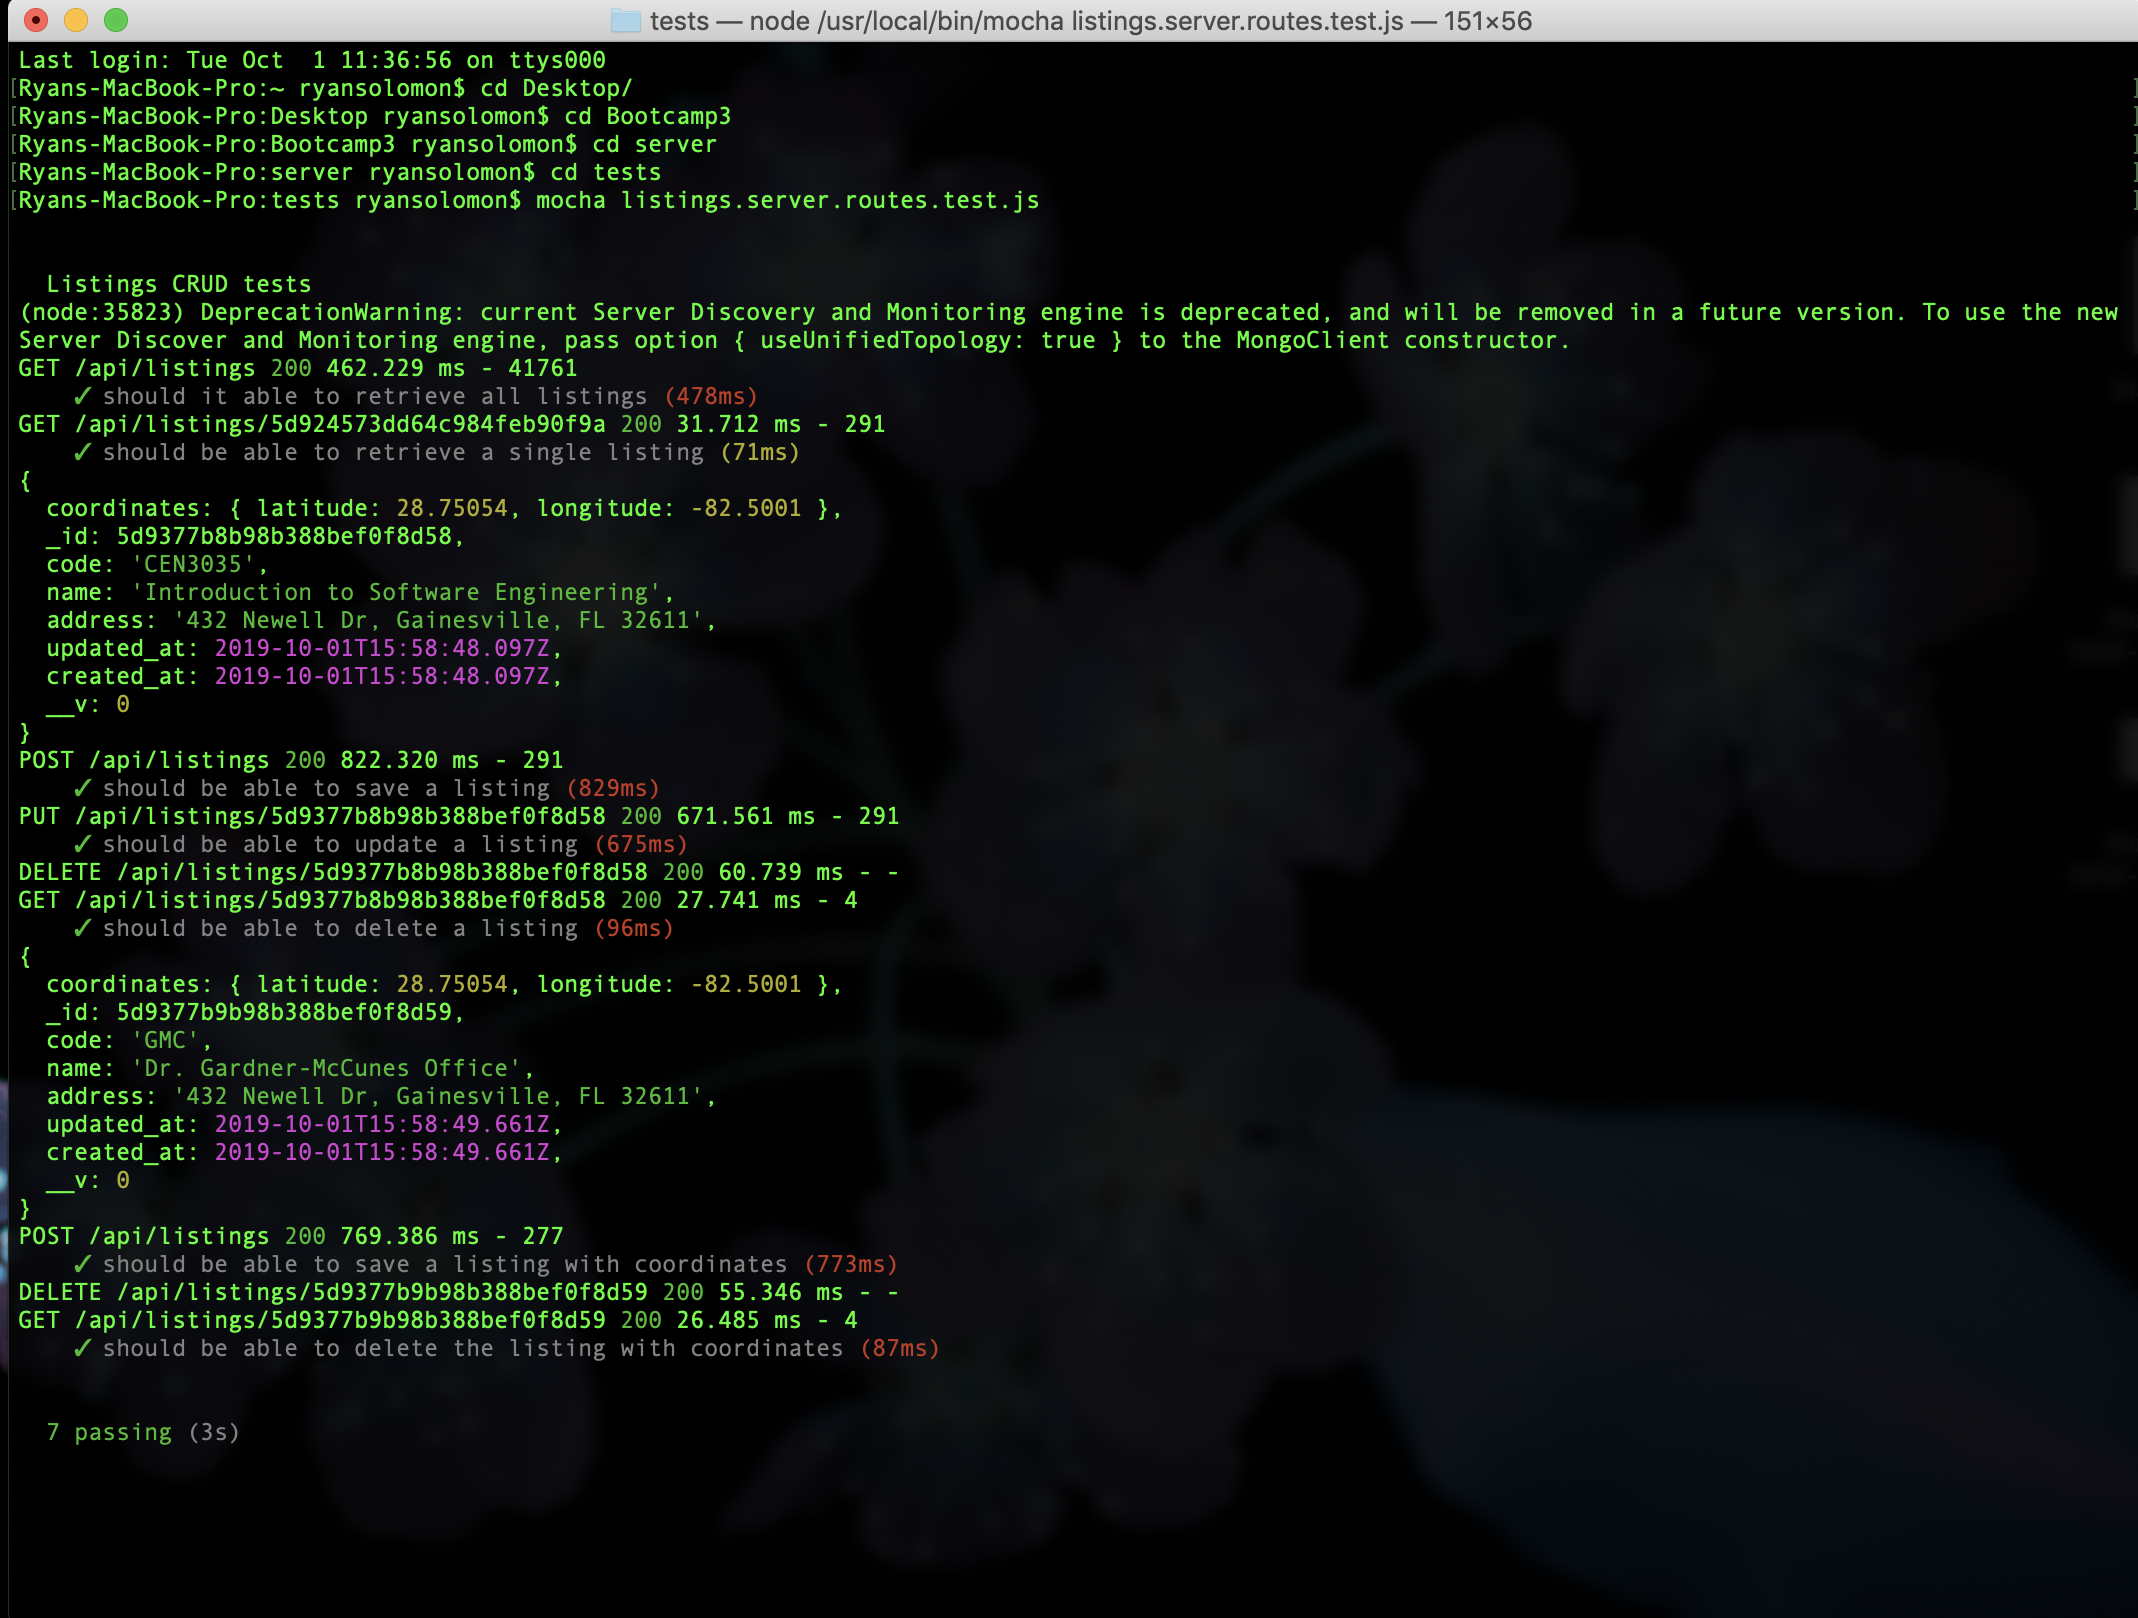 tests — node /usr/local/bin/mocha listings.server.routes.test.js — 151×56
Last login: Tue Oct  1 11:36:56 on ttys000
[Ryans-MacBook-Pro:~ ryansolomon$ cd Desktop/ ]
[Ryans-MacBook-Pro:Desktop ryansolomon$ cd Bootcamp3 ]
[Ryans-MacBook-Pro:Bootcamp3 ryansolomon$ cd server ]
[Ryans-MacBook-Pro:server ryansolomon$ cd tests ]
[Ryans-MacBook-Pro:tests ryansolomon$ mocha listings.server.routes.test.js ]
Listings CRUD tests
(node:35823) DeprecationWarning: current Server Discovery and Monitoring engine is deprecated, and will be removed in a future version. To use the new
Server Discover and Monitoring engine, pass option { useUnifiedTopology: true } to the MongoClient constructor.
GET /api/listings 200 462.229 ms - 41761
✓ should it able to retrieve all listings (478ms)
GET /api/listings/5d924573dd64c984feb90f9a 200 31.712 ms - 291
✓ should be able to retrieve a single listing (71ms)
{
coordinates: { latitude: 28.75054, longitude: -82.5001 },
_id: 5d9377b8b98b388bef0f8d58,
code: 'CEN3035',
name: 'Introduction to Software Engineering',
address: '432 Newell Dr, Gainesville, FL 32611',
updated_at: 2019-10-01T15:58:48.097Z,
created_at: 2019-10-01T15:58:48.097Z,
__v: 0
}
POST /api/listings 200 822.320 ms - 291
✓ should be able to save a listing (829ms)
PUT /api/listings/5d9377b8b98b388bef0f8d58 200 671.561 ms - 291
✓ should be able to update a listing (675ms)
DELETE /api/listings/5d9377b8b98b388bef0f8d58 200 60.739 ms - -
GET /api/listings/5d9377b8b98b388bef0f8d58 200 27.741 ms - 4
✓ should be able to delete a listing (96ms)
{
coordinates: { latitude: 28.75054, longitude: -82.5001 },
_id: 5d9377b9b98b388bef0f8d59,
code: 'GMC',
name: 'Dr. Gardner-McCunes Office',
address: '432 Newell Dr, Gainesville, FL 32611',
updated_at: 2019-10-01T15:58:49.661Z,
created_at: 2019-10-01T15:58:49.661Z,
__v: 0
}
POST /api/listings 200 769.386 ms - 277
✓ should be able to save a listing with coordinates (773ms)
DELETE /api/listings/5d9377b9b98b388bef0f8d59 200 55.346 ms - -
GET /api/listings/5d9377b9b98b388bef0f8d59 200 26.485 ms - 4
✓ should be able to delete the listing with coordinates (87ms)
7 passing (3s)